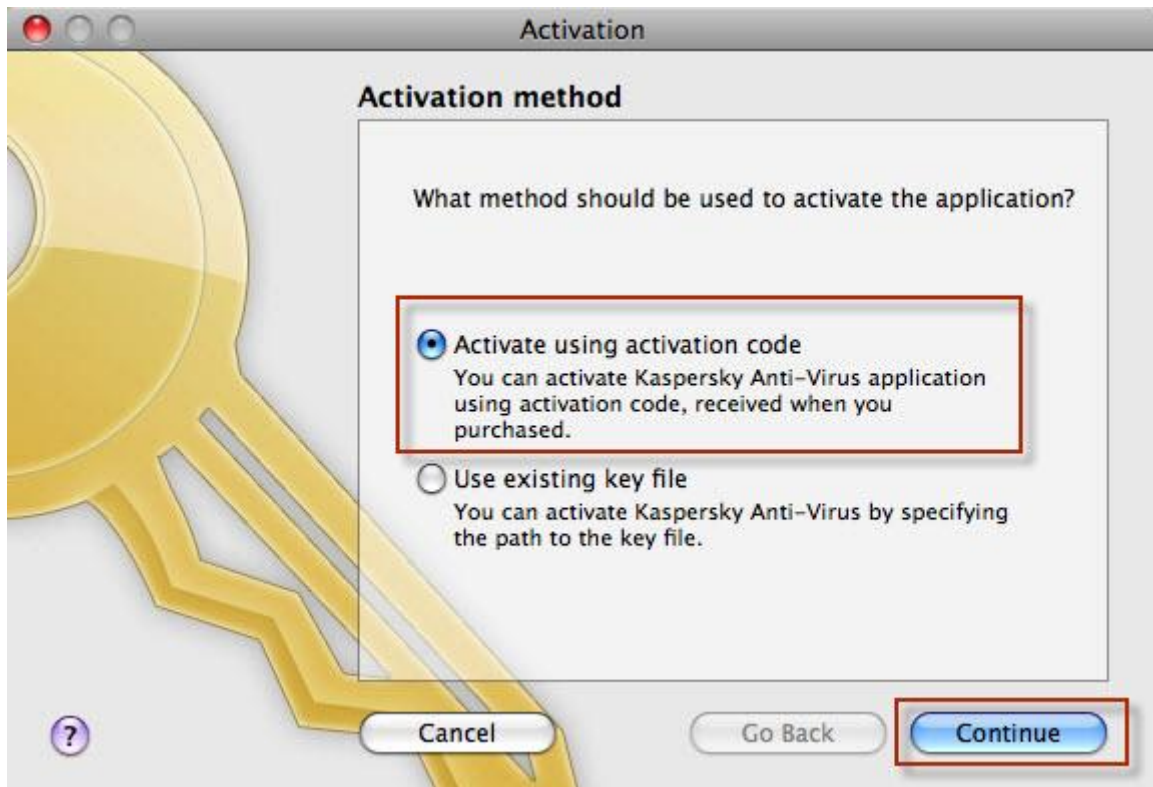 Activation
Activation method
What method should be used to activate the application?
Activate using activation code
You can activate Kaspersky Anti-Virus application
using activation code, received when you
purchased.
Use existing key file
You can activate Kaspersky Anti-Virus by specifying
the path to the key file.
?
Cancel
Go Back
Continue